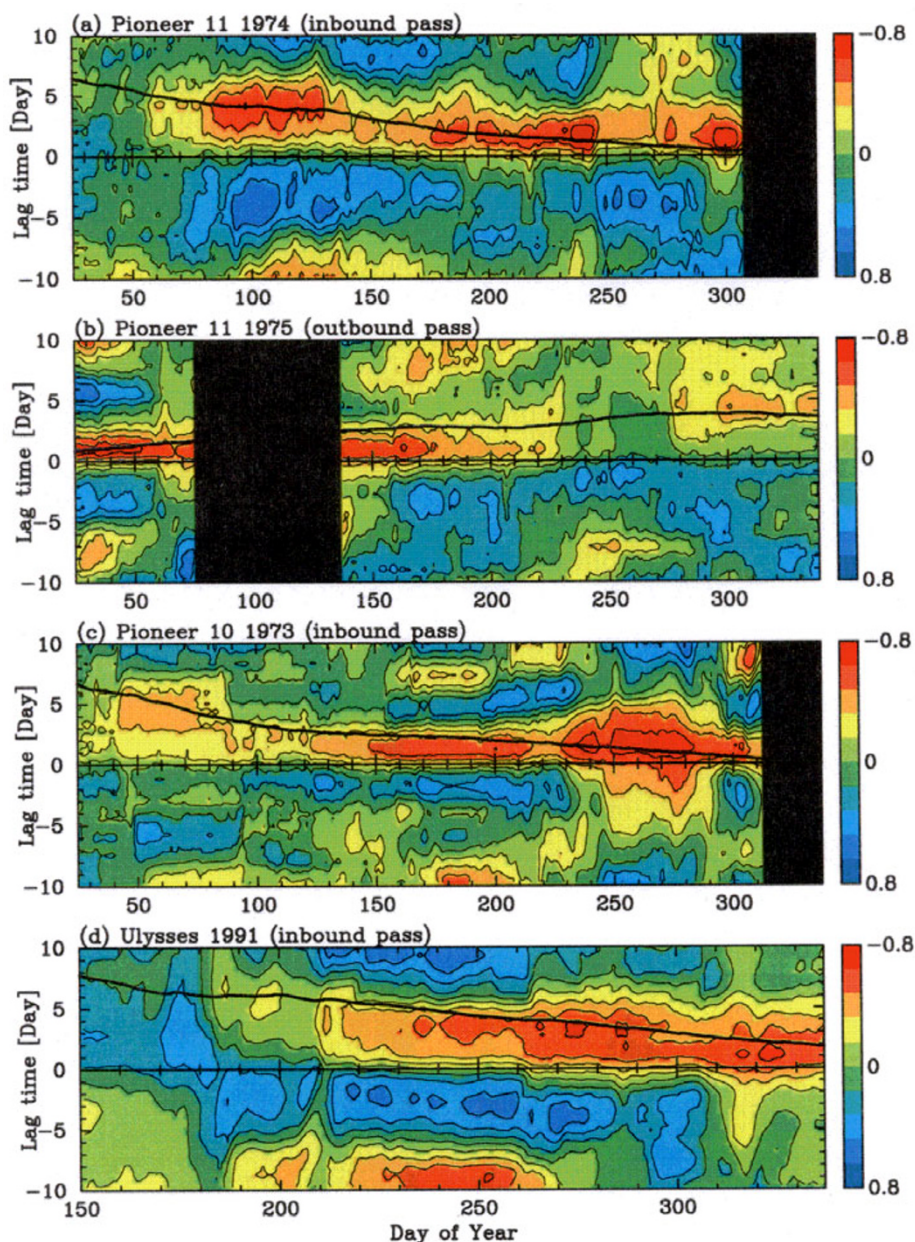 (a) Pioneer 11 1974 (inbound pass)
10
5
0
−5
−10
Lag time [Day]
50 100 150 200 250 300
−0.8
0
0.8
(b) Pioneer 11 1975 (outbound pass)
10
5
0
−5
−10
Lag time [Day]
50 100 150 200 250 300
−0.8
0
0.8
(c) Pioneer 10 1973 (inbound pass)
10
5
0
−5
−10
Lag time [Day]
50 100 150 200 250 300
−0.8
0
0.8
(d) Ulysses 1991 (inbound pass)
10
5
0
−5
−10
Lag time [Day]
150 200 250 300
−0.8
0
0.8
Day of Year